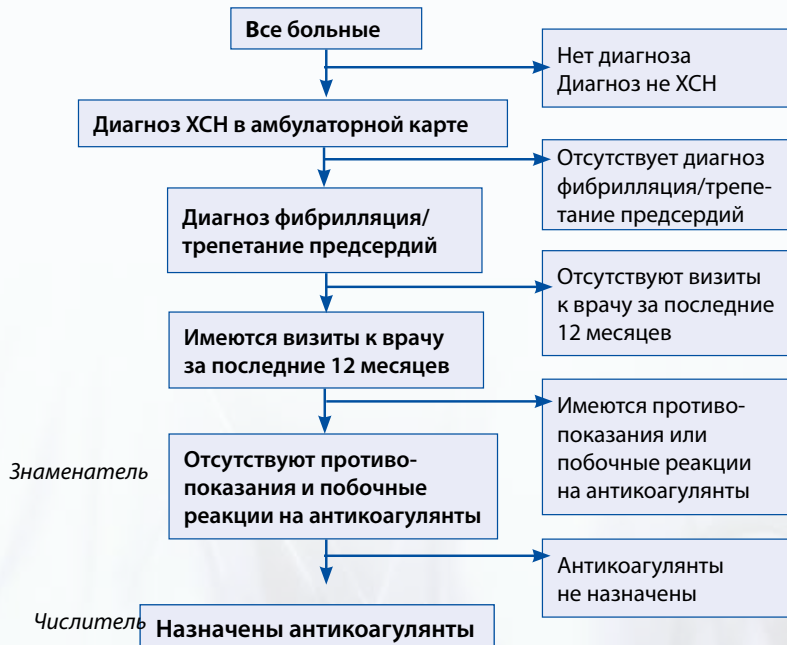 Все больные
Нет диагноза
Диагноз не ХСН
Диагноз ХСН в амбулаторной карте
Отсутствует диагноз
фибрилляция/трепе-
тание предсердий
Диагноз фибрилляция/
трепетание предсердий
Отсутствуют визиты
к врачу за последние
12 месяцев
Имеются визиты к врачу
за последние 12 месяцев
Имеются противо-
показания или
побочные реакции
на антикоагулянты
Знаменатель
Отсутствуют противо-
показания и побочные
реакции на антикоагулянты
Антикоагулянты
не назначены
Числитель
Назначены антикоагулянты